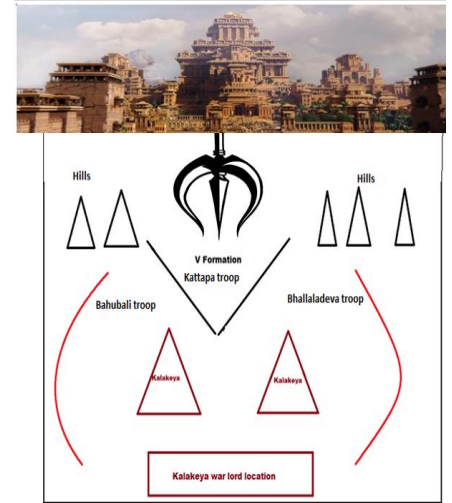 Hills
Hills
V Formation
Kattapa troop
Bahubali troop
Bhallaladeva troop
Kalakeya
Kalakeya
Kalakeya war lord location